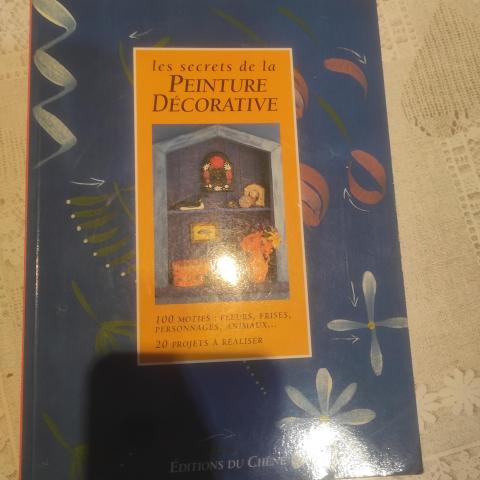 les secrets de la
PEINTURE
DÉCORATIVE
100 MOTIFS : FLEURS, FRISES,
PERSONNAGES, ANIMAUX...
20 PROJETS À RÉALISER
ÉDITIONS DU CHÊNE